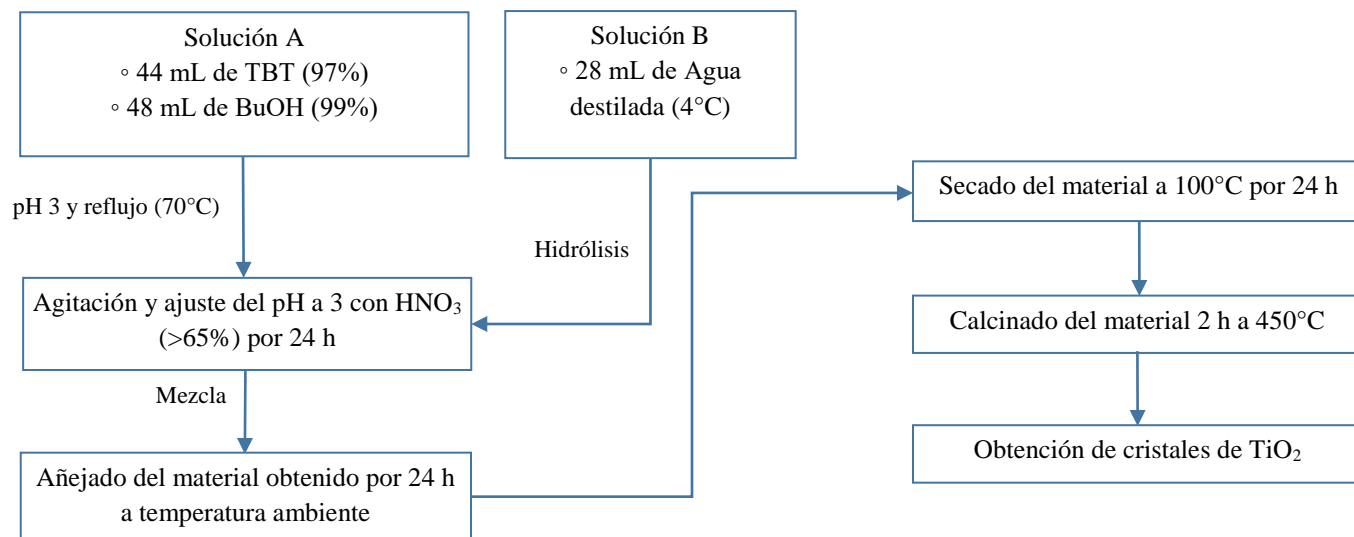 Solución A
◦ 44 mL de TBT (97%)
◦ 48 mL de BuOH (99%)
Solución B
◦ 28 mL de Agua
destilada (4°C)
pH 3 y reflujo (70°C)
Hidrólisis
Agitación y ajuste del pH a 3 con HNO₃
(>65%) por 24 h
Mezcla
Añejado del material obtenido por 24 h
a temperatura ambiente
Secado del material a 100°C por 24 h
Calcinado del material 2 h a 450°C
Obtención de cristales de TiO₂